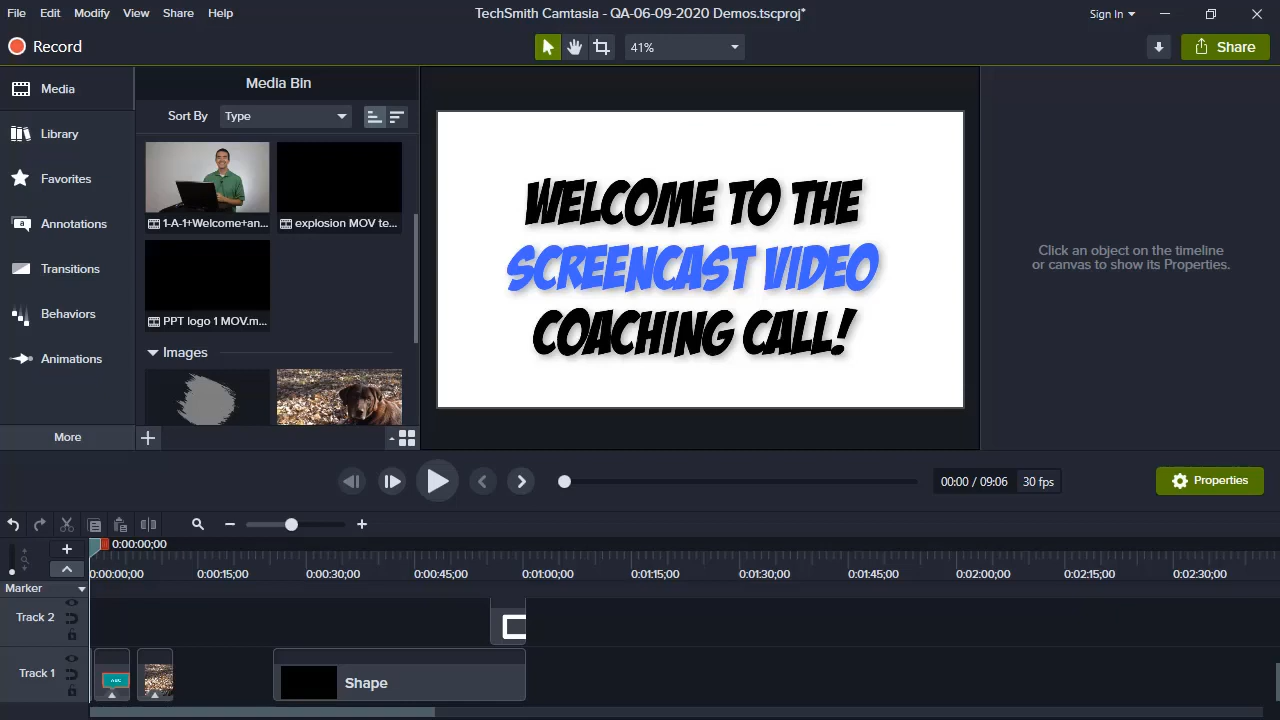 File Edit Modify View Share Help
TechSmith Camtasia - QA-06-09-2020 Demos.tscproj*
Sign In
Record
41%
Share
Media
Library
Favorites
Annotations
Transitions
Behaviors
Animations
More
Media Bin
Sort By
Type
1-A-1+Welcome+an...
explosion MOV te...
PPT logo 1 MOV.m...
Images
WELCOME TO THE
SCREENCAST VIDEO
COACHING CALL!
Click an object on the timeline
or canvas to show its Properties.
00:00 / 09:06
30 fps
Properties
0:00:00;00
0:00:00;00 0:00:15;00 0:00:30;00 0:00:45;00 0:01:00;00 0:01:15;00 0:01:30;00 0:01:45;00 0:02:00;00 0:02:15;00 0:02:30;00
Marker
Track 2
Track 1
ABC
Shape